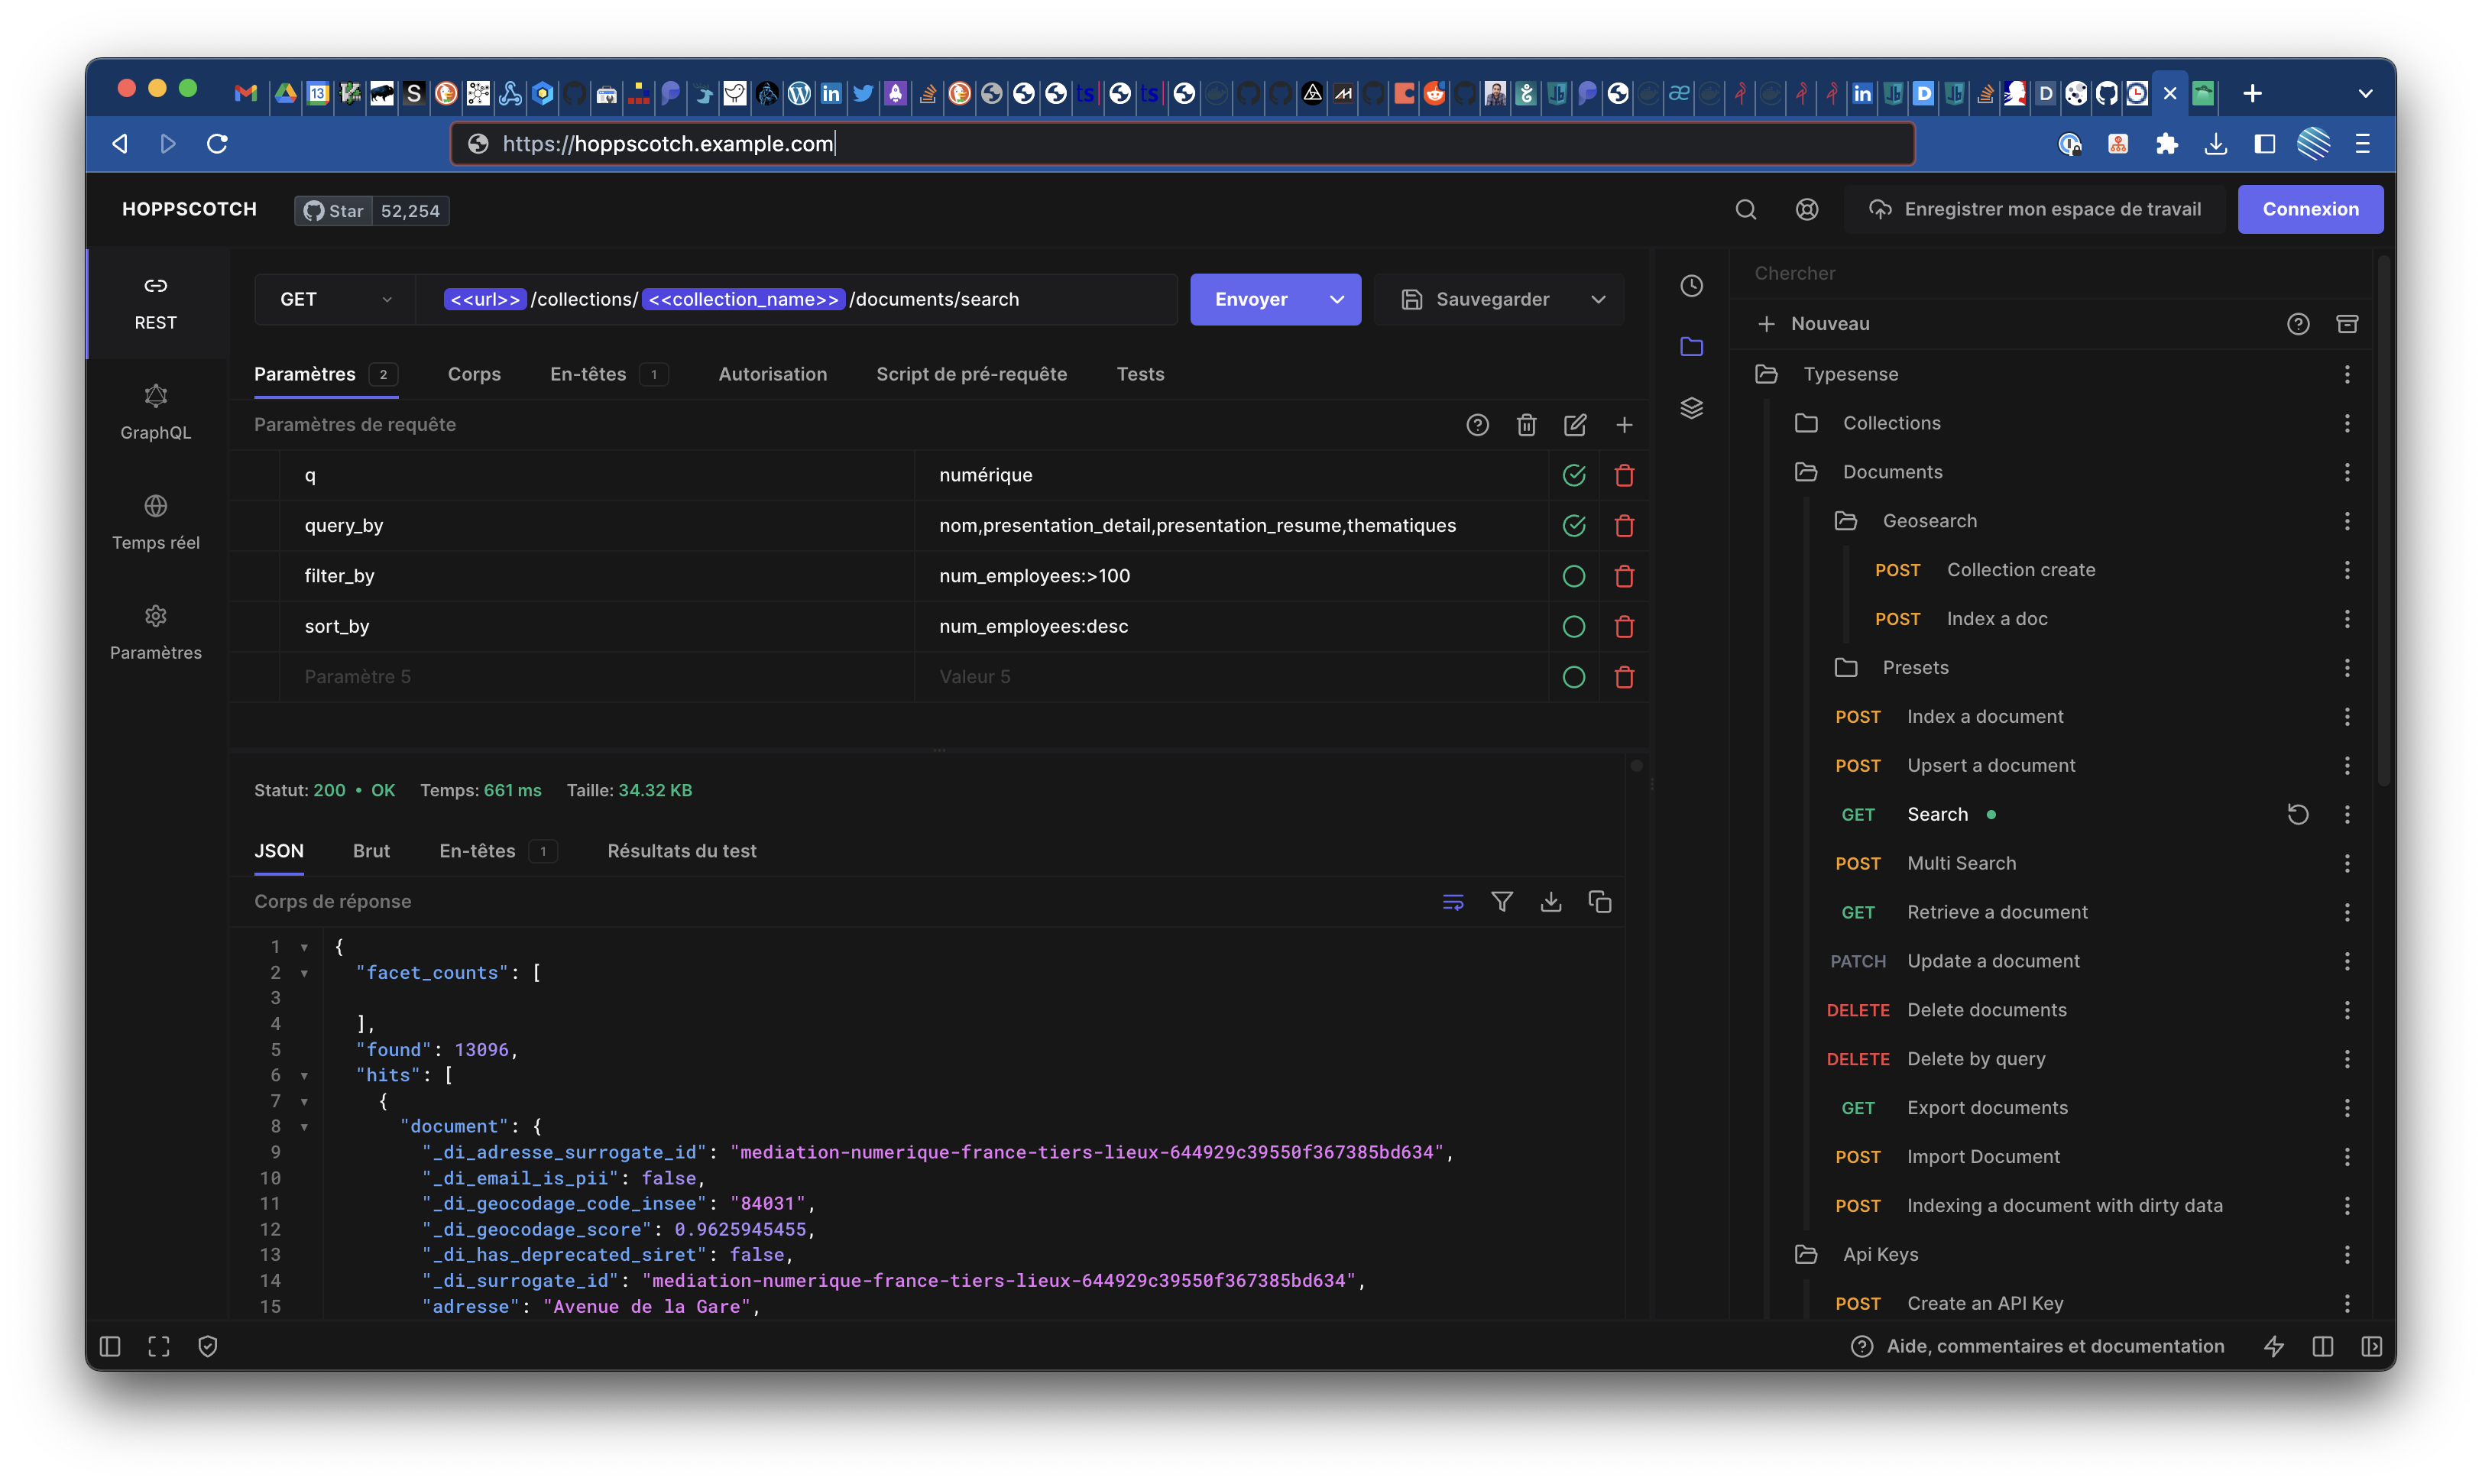 https://hoppscotch.example.com
HOPPSCOTCH
Star 52,254
Enregistrer mon espace de travail
Connexion
REST
GraphQL
Temps réel
Paramètres
GET <<url>>/collections/<<collection_name>>/documents/search
Envoyer
Sauvegarder
Paramètres 2 Corps En-têtes 1 Autorisation Script de pré-requête Tests
Paramètres de requête
q numérique
query_by nom,presentation_detail,presentation_resume,thematiques
filter_by num_employees:>100
sort_by num_employees:desc
Paramètre 5 Valeur 5
Statut: 200 • OK Temps: 661 ms Taille: 34.32 KB
JSON Brut En-têtes 1 Résultats du test
Corps de réponse
1 {
2 "facet_counts": [
3
4 ],
5 "found": 13096,
6 "hits": [
7 {
8 "document": {
9 "_di_adresse_surrogate_id": "mediation-numerique-france-tiers-lieux-644929c39550f367385bd634",
10 "_di_email_is_pii": false,
11 "_di_geocodage_code_insee": "84031",
12 "_di_geocodage_score": 0.9625945455,
13 "_di_has_deprecated_siret": false,
14 "_di_surrogate_id": "mediation-numerique-france-tiers-lieux-644929c39550f367385bd634",
15 "adresse": "Avenue de la Gare",
Chercher
Nouveau
Typesense
Collections
Documents
Geosearch
POST Collection create
POST Index a doc
Presets
POST Index a document
POST Upsert a document
GET Search
POST Multi Search
GET Retrieve a document
PATCH Update a document
DELETE Delete documents
DELETE Delete by query
GET Export documents
POST Import Document
POST Indexing a document with dirty data
Api Keys
POST Create an API Key
Aide, commentaires et documentation